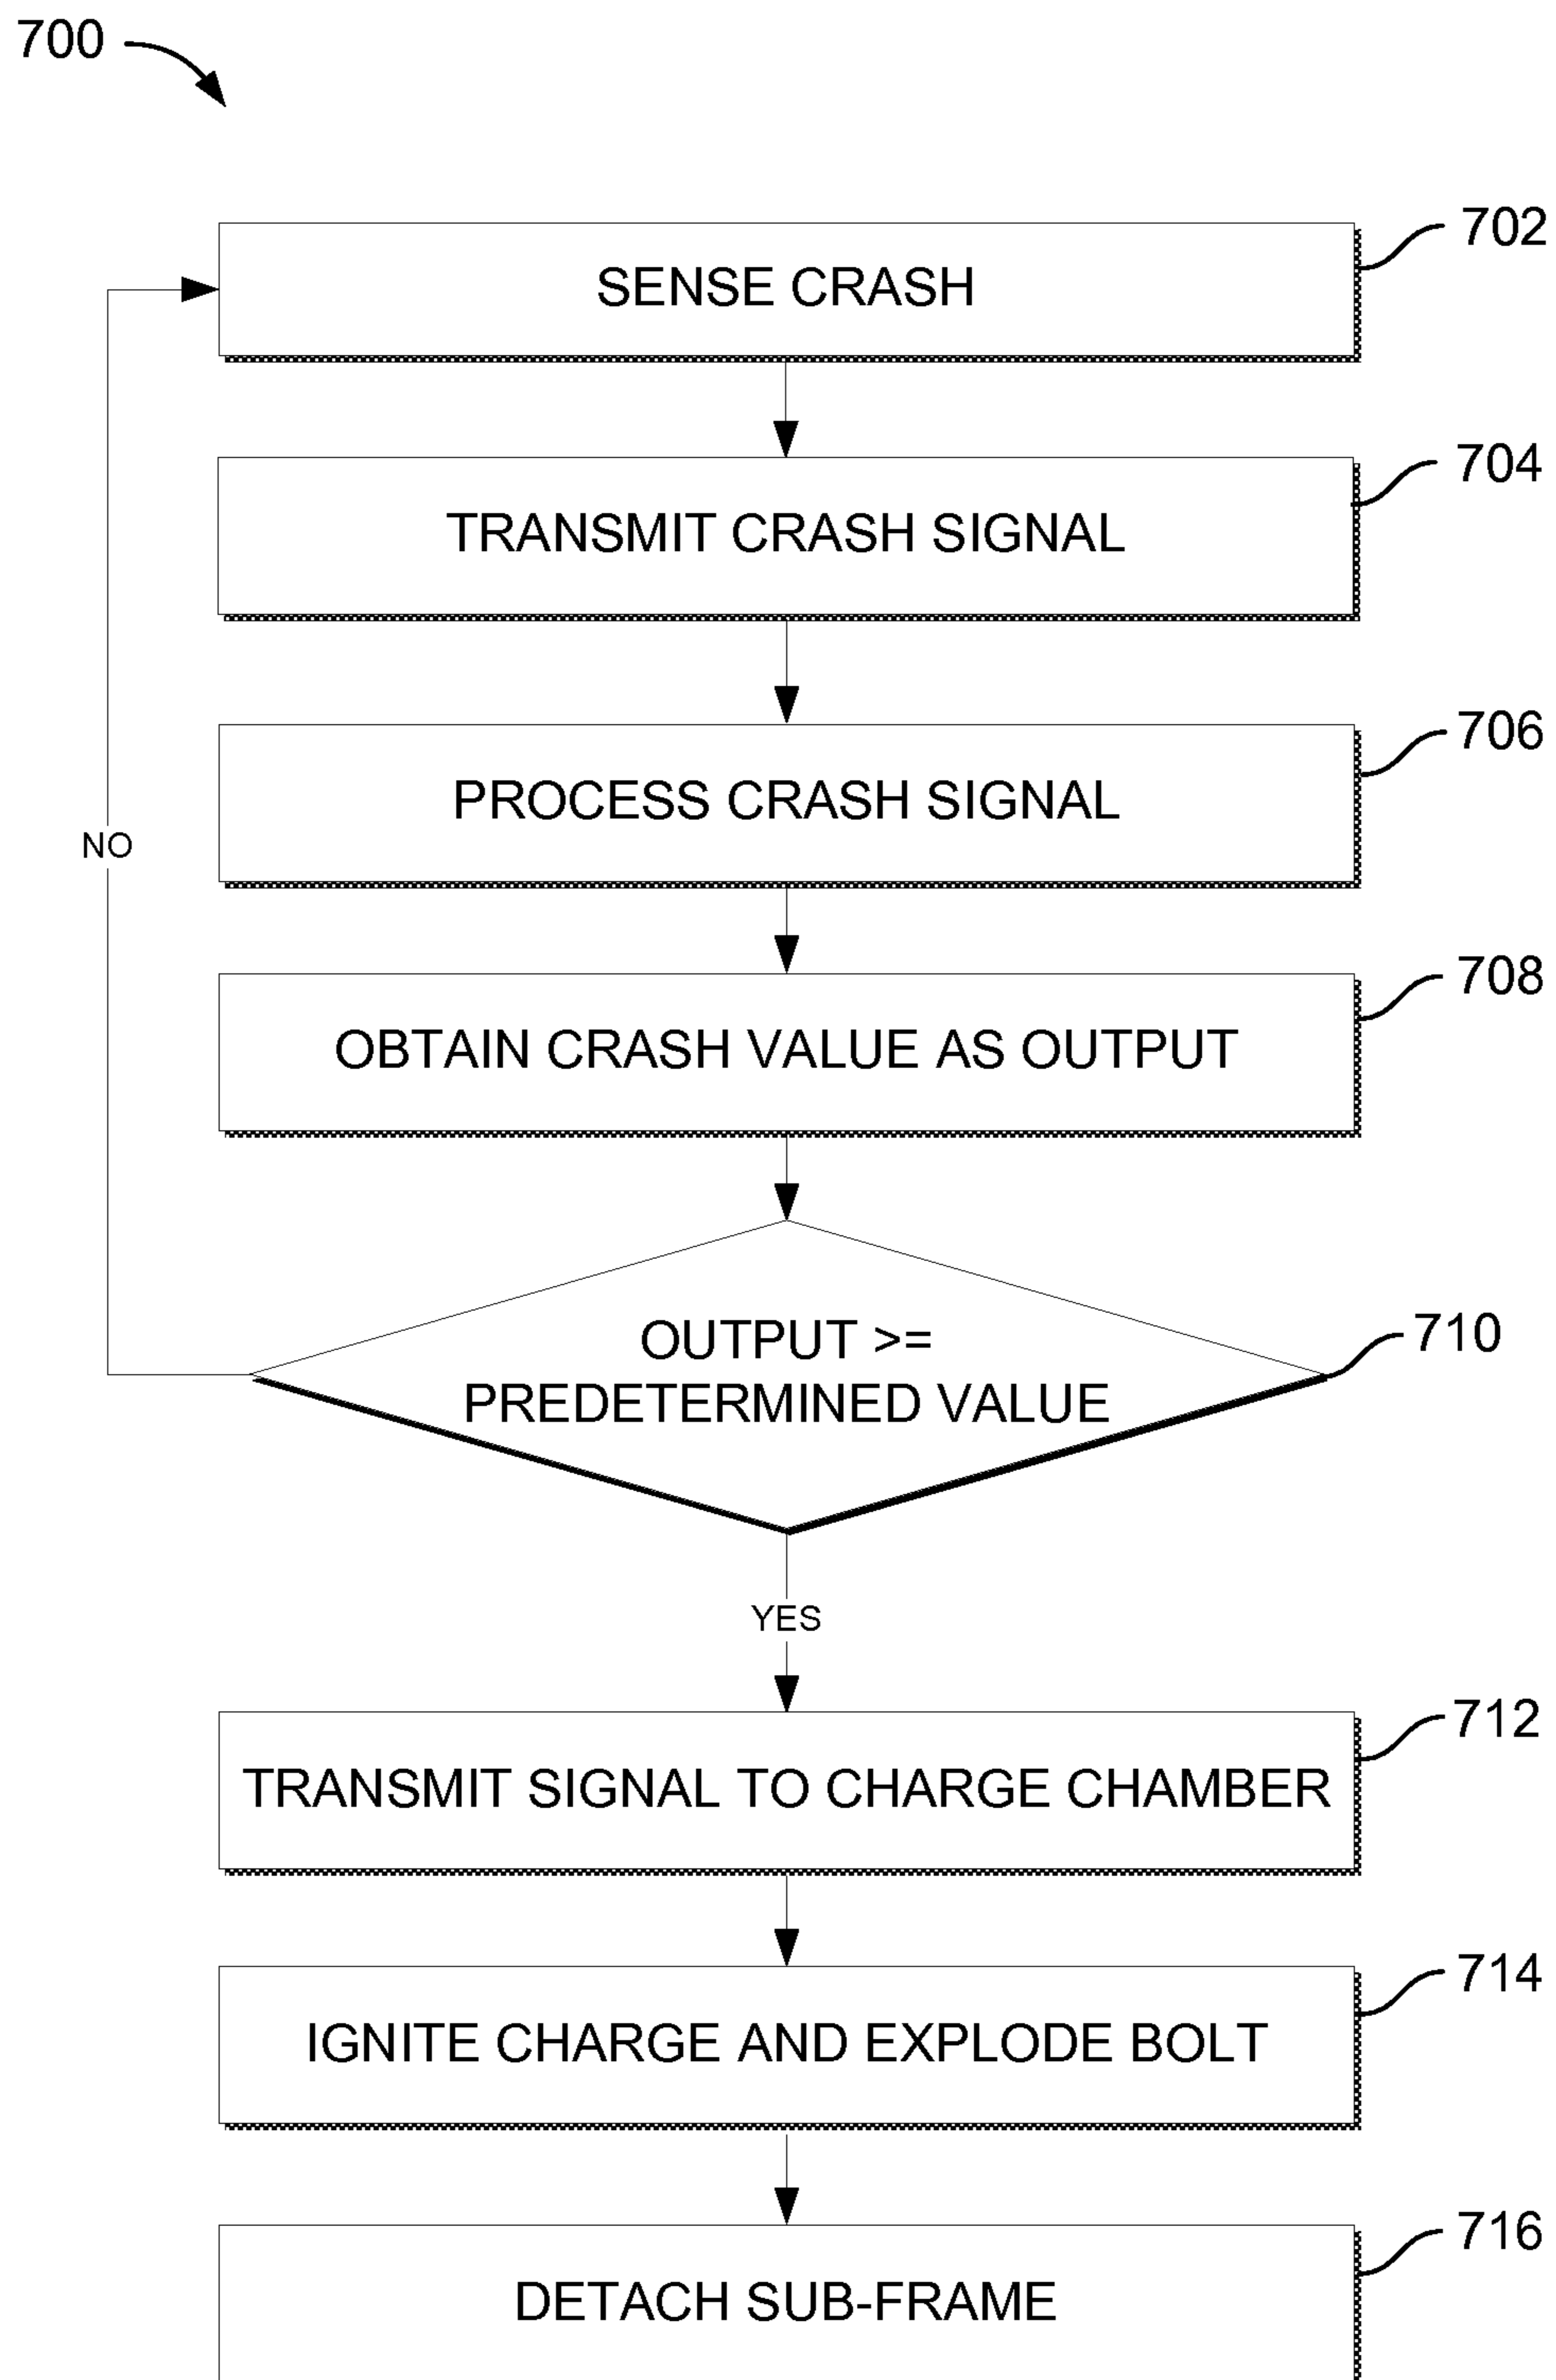 700
SENSE CRASH
702
TRANSMIT CRASH SIGNAL
704
PROCESS CRASH SIGNAL
706
NO
OBTAIN CRASH VALUE AS OUTPUT
708
OUTPUT >=
PREDETERMINED VALUE
710
YES
TRANSMIT SIGNAL TO CHARGE CHAMBER
712
IGNITE CHARGE AND EXPLODE BOLT
714
DETACH SUB-FRAME
716